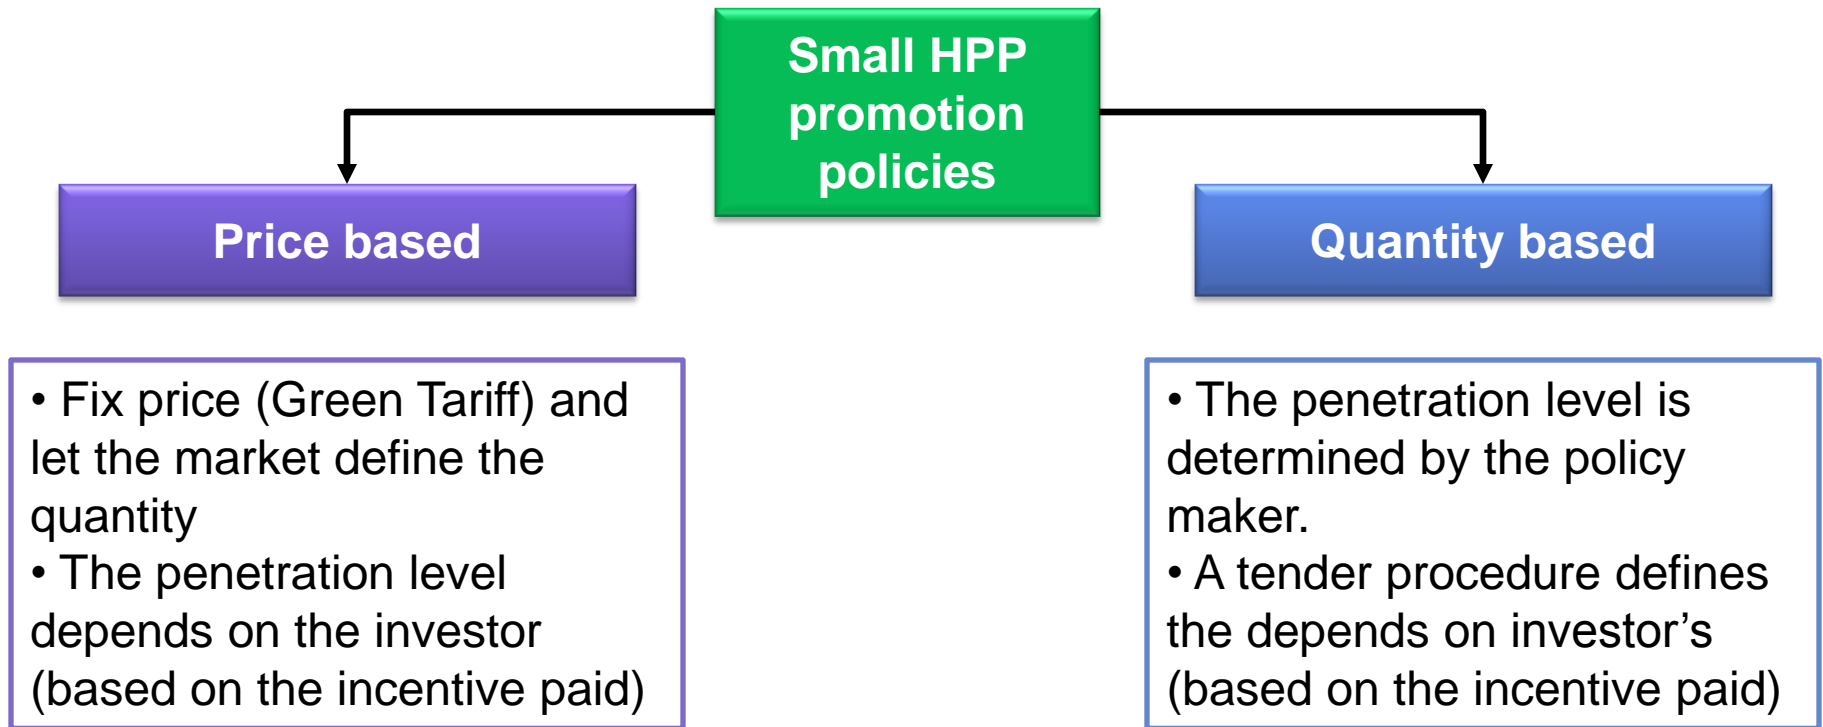 Small HPP
promotion
policies
Price based
Quantity based
• Fix price (Green Tariff) and
let the market define the
quantity
• The penetration level
depends on the investor
(based on the incentive paid)
• The penetration level is
determined by the policy
maker.
• A tender procedure defines
the depends on investor’s
(based on the incentive paid)